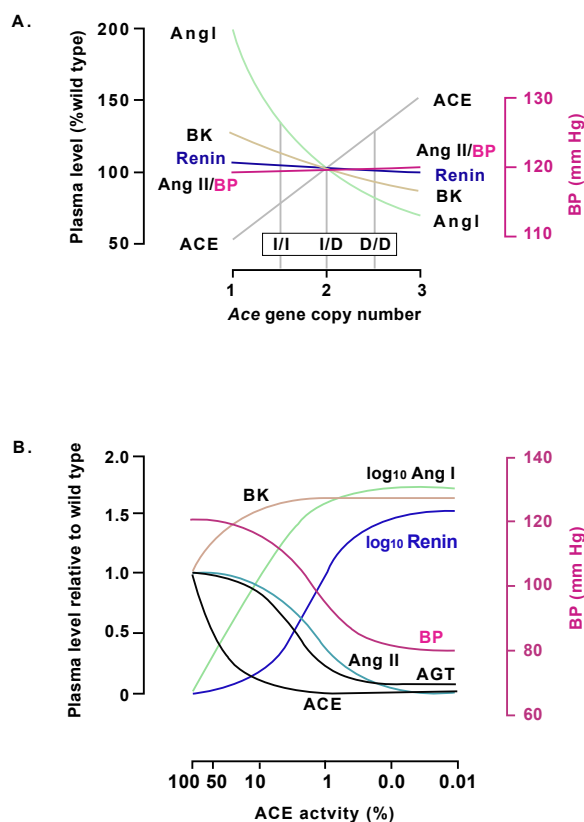 A.
Plasma level (%wild type)
200
150
100
50
AngI
BK
Renin
Ang II/BP
ACE
ACE
Ang II/BP
Renin
BK
AngI
I/I I/D D/D
1 2 3
Ace gene copy number
130
120
110
BP (mm Hg)
B.
Plasma level relative to wild type
2.0
1.5
1.0
0.5
0
BK
log10 Ang I
log10 Renin
BP
Ang II
AGT
ACE
140
120
100
80
60
BP (mm Hg)
100 50 10 1 0.0 0.01
ACE actvity (%)